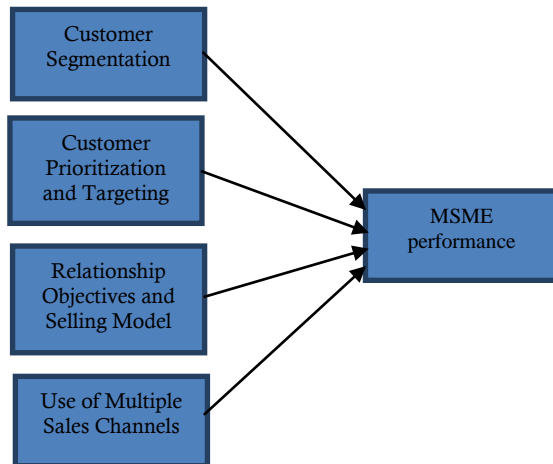 Customer
Segmentation
Customer
Prioritization
and Targeting
MSME
performance
Relationship
Objectives and
Selling Model
Use of Multiple
Sales Channels